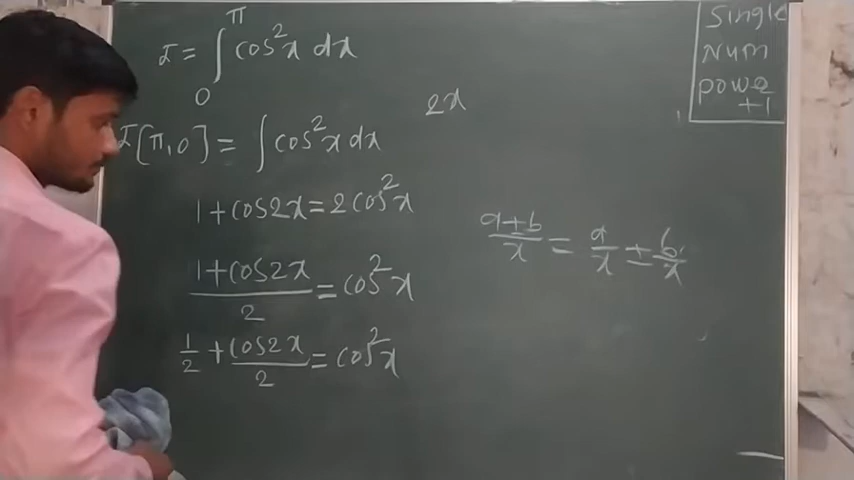 I = ∫₀^π cos²x dx
2x
I[π,0] = ∫ cos²x dx
1+cos2x = 2cos²x
(1+cos2x)/2 = cos²x
1/2 + cos2x/2 = cos²x
(a±b)/x = a/x ± b/x
Single
Num
power
+1